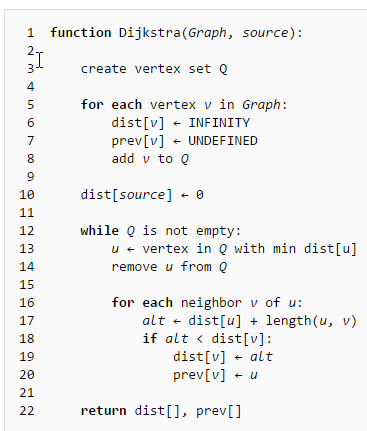 1 function Dijkstra(Graph, source):
2
3 create vertex set Q
4
5 for each vertex v in Graph:
6 dist[v] ← INFINITY
7 prev[v] ← UNDEFINED
8 add v to Q
9
10 dist[source] ← 0
11
12 while Q is not empty:
13 u ← vertex in Q with min dist[u]
14 remove u from Q
15
16 for each neighbor v of u:
17 alt ← dist[u] + length(u, v)
18 if alt < dist[v]:
19 dist[v] ← alt
20 prev[v] ← u
21
22 return dist[], prev[]